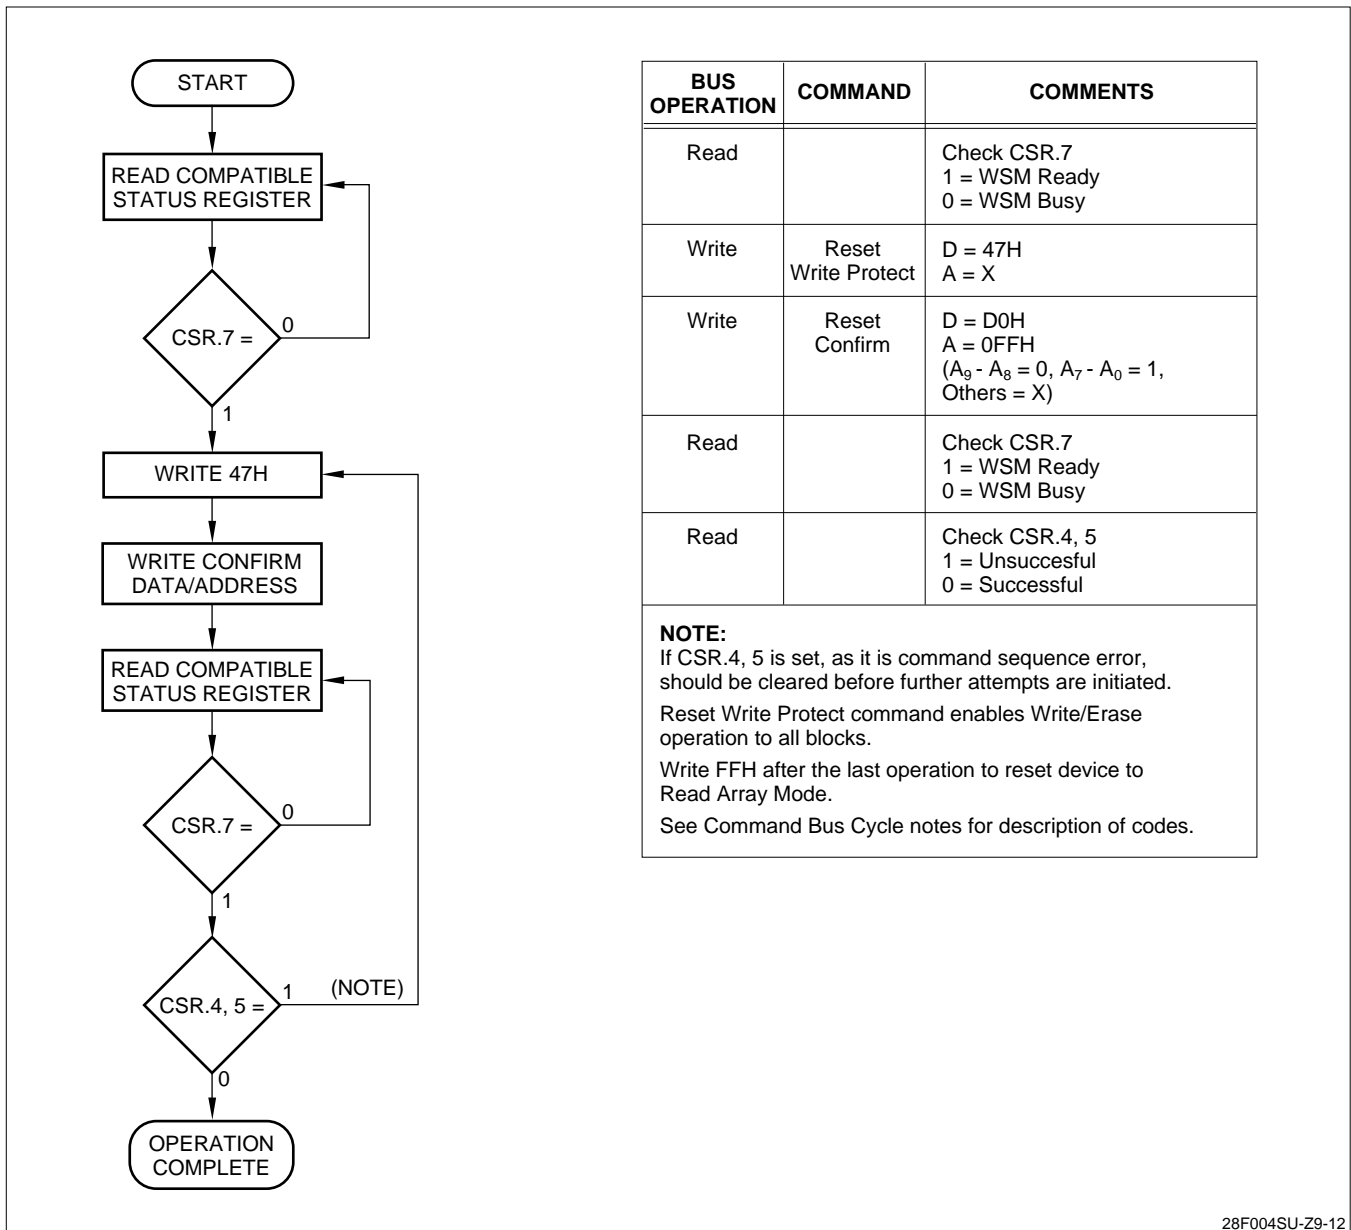 START
READ COMPATIBLE
STATUS REGISTER
CSR.7 =
0
1
WRITE 47H
WRITE CONFIRM
DATA/ADDRESS
READ COMPATIBLE
STATUS REGISTER
CSR.7 =
0
1
CSR.4, 5 =
1
(NOTE)
0
OPERATION
COMPLETE
BUS
OPERATION
COMMAND
COMMENTS
Read
Check CSR.7
1 = WSM Ready
0 = WSM Busy
Write
Reset
Write Protect
D = 47H
A = X
Write
Reset
Confirm
D = D0H
A = 0FFH
(A9 - A8 = 0, A7 - A0 = 1,
Others = X)
Read
Check CSR.7
1 = WSM Ready
0 = WSM Busy
Read
Check CSR.4, 5
1 = Unsuccesful
0 = Successful
NOTE:
If CSR.4, 5 is set, as it is command sequence error,
should be cleared before further attempts are initiated.
Reset Write Protect command enables Write/Erase
operation to all blocks.
Write FFH after the last operation to reset device to
Read Array Mode.
See Command Bus Cycle notes for description of codes.
28F004SU-Z9-12